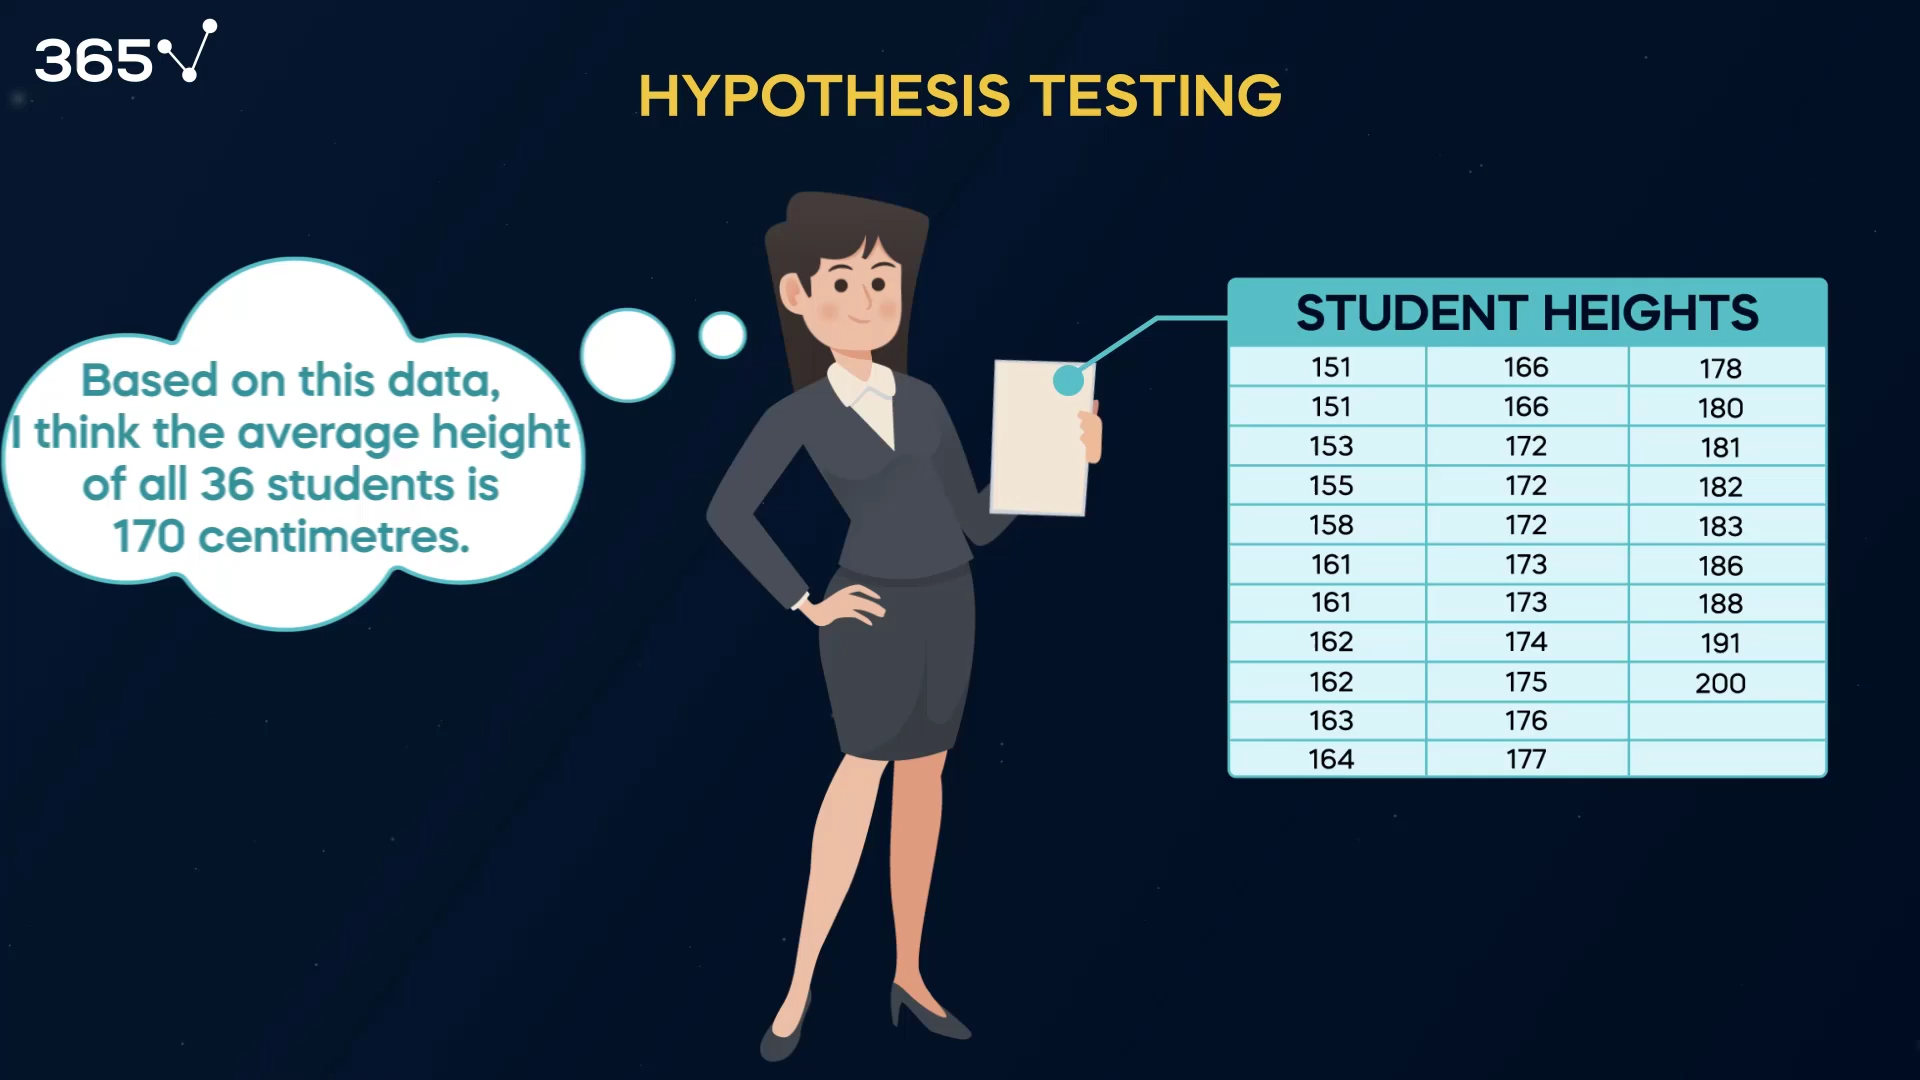 365
HYPOTHESIS TESTING
Based on this data,
I think the average height
of all 36 students is
170 centimetres.
STUDENT HEIGHTS
151 166 178
151 166 180
153 172 181
155 172 182
158 172 183
161 173 186
161 173 188
162 174 191
162 175 200
163 176
164 177